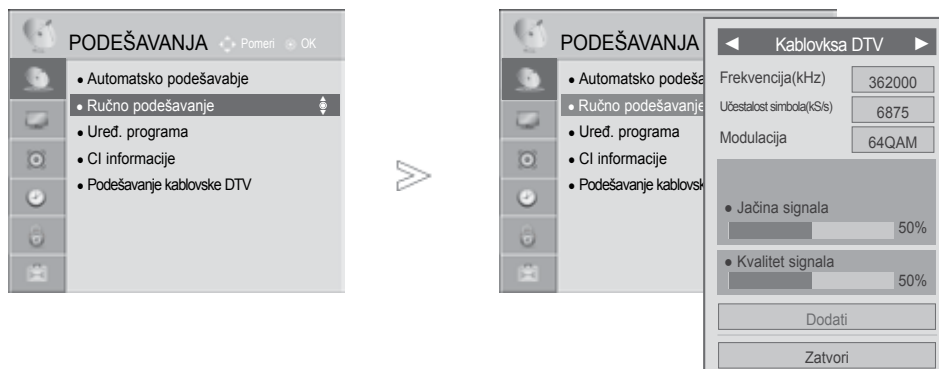 PODEŠAVANJA Pomeri OK
• Automatsko podešavabje
• Ručno podešavanje
• Uređ. programa
• CI informacije
• Podešavanje kablovske DTV
PODEŠAVANJA
• Automatsko podeša
• Ručno podešavanje
• Uređ. programa
• CI informacije
• Podešavanje kablovsk
◄ Kablovksa DTV ►
Frekvencija(kHz) 362000
Učestalost simbola(kS/s) 6875
Modulacija 64QAM
• Jačina signala
50%
• Kvalitet signala
50%
Dodati
Zatvori